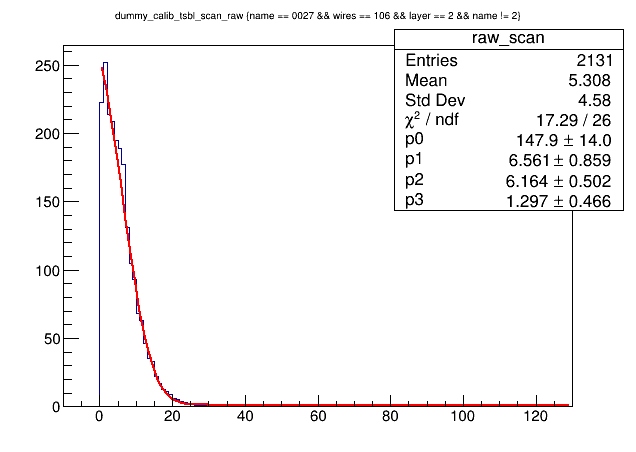 dummy_calib_tsbl_scan_raw {name == 0027 && wires == 106 && layer == 2 && name != 2}
raw_scan
Entries 2131
Mean 5.308
Std Dev 4.58
χ² / ndf 17.29 / 26
p0 147.9 ± 14.0
p1 6.561 ± 0.859
p2 6.164 ± 0.502
p3 1.297 ± 0.466
250
200
150
100
50
0
0 20 40 60 80 100 120